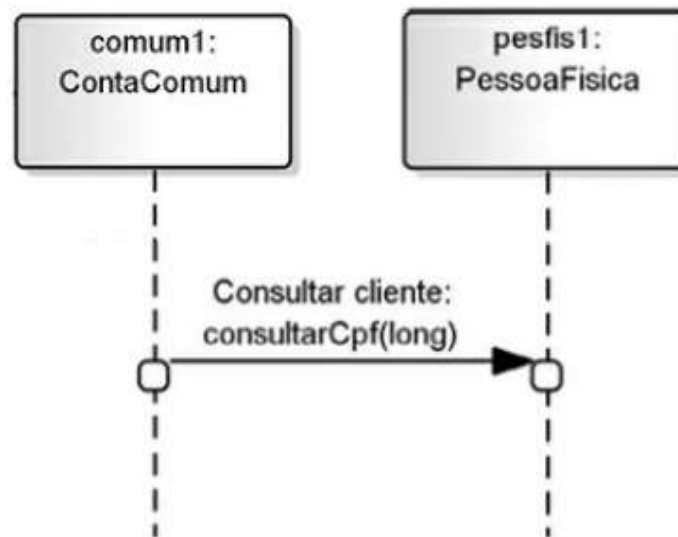 comum1:
ContaComum
pesfis1:
PessoaFisica
Consultar cliente:
consultarCpf(long)